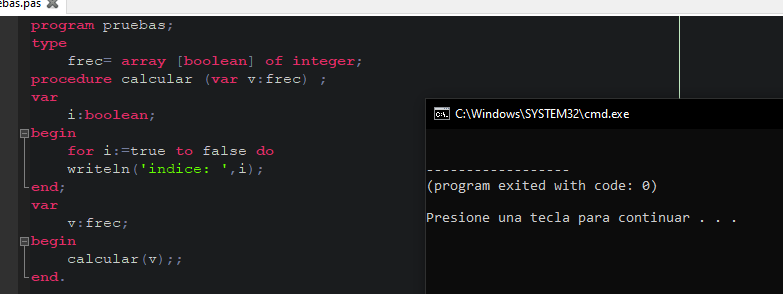 ebas.pas
program pruebas;
type
frec= array [boolean] of integer;
procedure calcular (var v:frec) ;
var
i:boolean;
begin
for i:=true to false do
writeln('indice: ',i);
end;
var
v:frec;
begin
calcular(v);;
end.
C:\Windows\SYSTEM32\cmd.exe
------------------
(program exited with code: 0)
Presione una tecla para continuar . . .